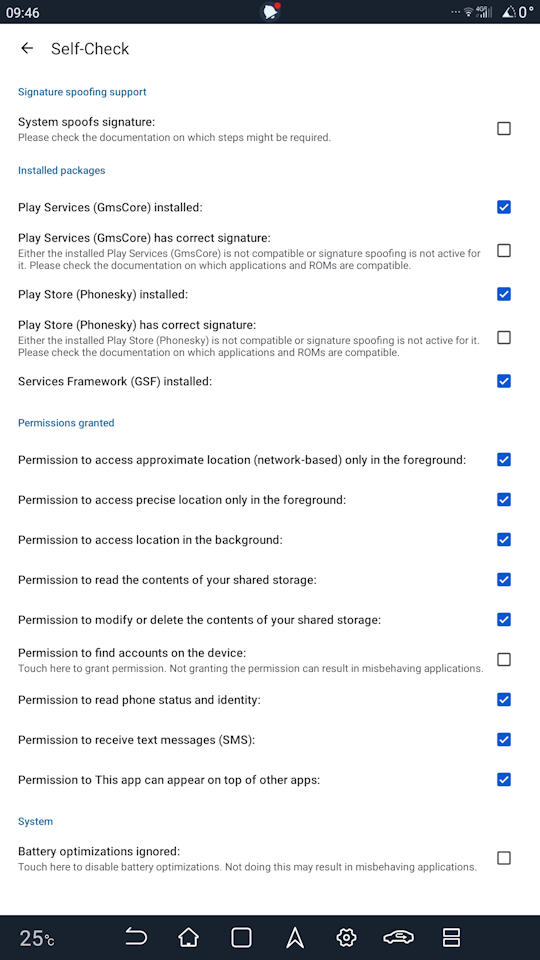 09:46
4G
0°
Self-Check
Signature spoofing support
System spoofs signature:
Please check the documentation on which steps might be required.
Installed packages
Play Services (GmsCore) installed:
Play Services (GmsCore) has correct signature:
Either the installed Play Services (GmsCore) is not compatible or signature spoofing is not active for
it. Please check the documentation on which applications and ROMs are compatible.
Play Store (Phonesky) installed:
Play Store (Phonesky) has correct signature:
Either the installed Play Store (Phonesky) is not compatible or signature spoofing is not active for it.
Please check the documentation on which applications and ROMs are compatible.
Services Framework (GSF) installed:
Permissions granted
Permission to access approximate location (network-based) only in the foreground:
Permission to access precise location only in the foreground:
Permission to access location in the background:
Permission to read the contents of your shared storage:
Permission to modify or delete the contents of your shared storage:
Permission to find accounts on the device:
Touch here to grant permission. Not granting the permission can result in misbehaving applications.
Permission to read phone status and identity:
Permission to receive text messages (SMS):
Permission to This app can appear on top of other apps:
System
Battery optimizations ignored:
Touch here to disable battery optimizations. Not doing this may result in misbehaving applications.
25°C